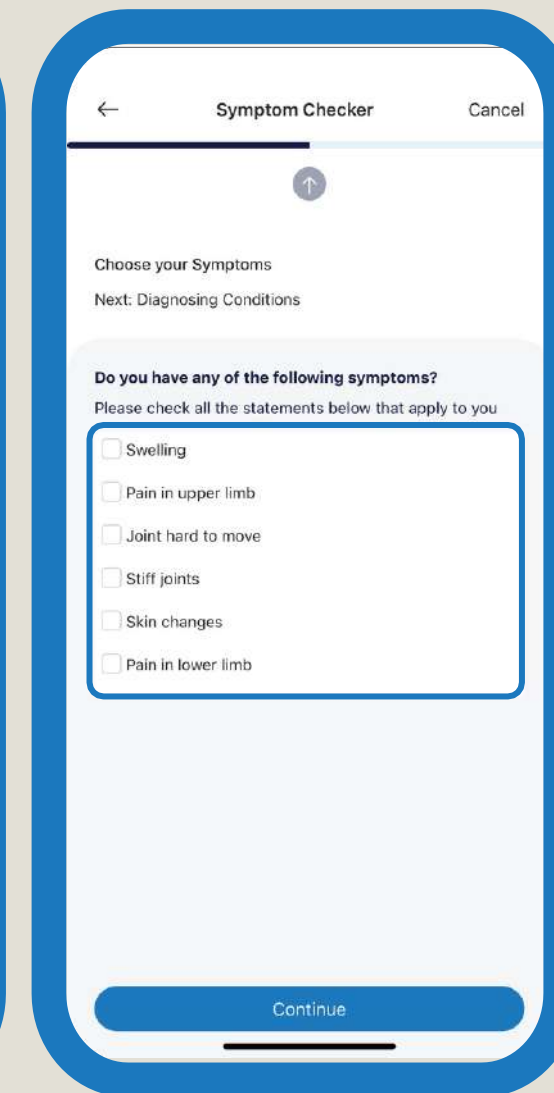 Symptom Checker
Cancel
Choose your Symptoms
Next: Diagnosing Conditions
Do you have any of the following symptoms?
Please check all the statements below that apply to you
Swelling
Pain in upper limb
Joint hard to move
Stiff joints
Skin changes
Pain in lower limb
Continue